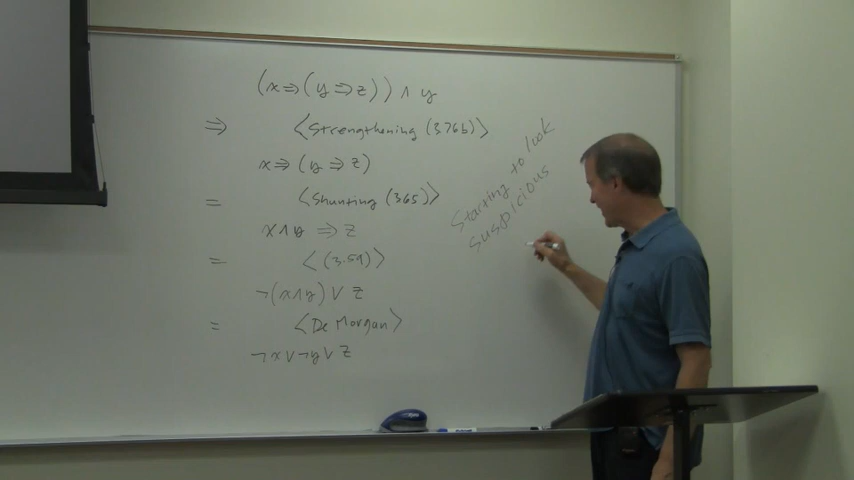 (x ⇒ (y ⇒ z)) ∧ y
⇒ ⟨Strengthening (3.76b)⟩
x ⇒ (y ⇒ z)
= ⟨Shunting (3.65)⟩
x ∧ y ⇒ z
= ⟨(3.59)⟩
¬(x ∧ y) ∨ z
= ⟨De Morgan⟩
¬x ∨ ¬y ∨ z
Starting to look
suspicious